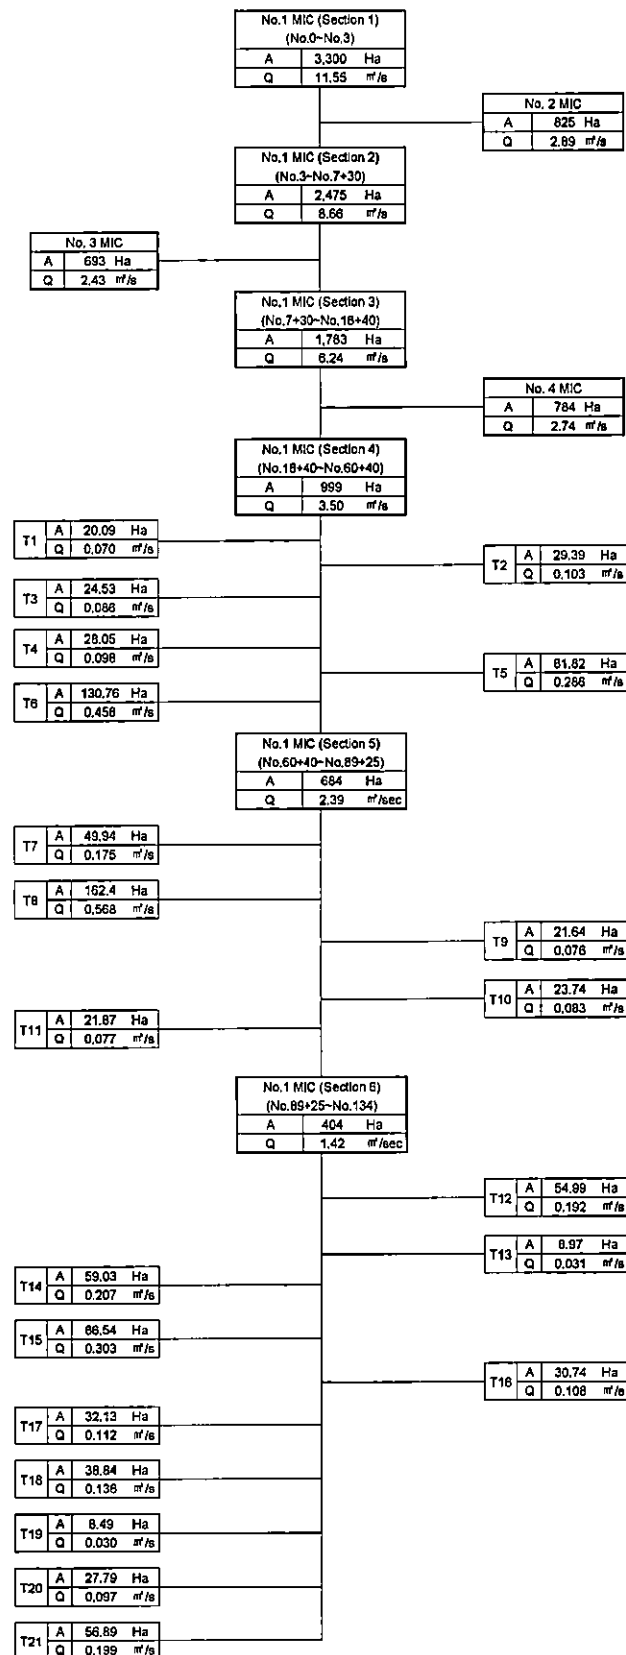 No.1 MIC (Section 1)
(No.0~No.3)
A 3,300 Ha
Q 11.55 ㎥/s
No. 2 MIC
A 825 Ha
Q 2.89 ㎥/s
No.1 MIC (Section 2)
(No.3~No.7+30)
A 2,475 Ha
Q 8.66 ㎥/s
No. 3 MIC
A 693 Ha
Q 2.43 ㎥/s
No.1 MIC (Section 3)
(No.7+30~No.16+40)
A 1,783 Ha
Q 6.24 ㎥/s
No. 4 MIC
A 784 Ha
Q 2.74 ㎥/s
No.1 MIC (Section 4)
(No.16+40~No.60+40)
A 999 Ha
Q 3.50 ㎥/s
T1 A 20.09 Ha
Q 0.070 ㎥/s
T2 A 29.39 Ha
Q 0.103 ㎥/s
T3 A 24.53 Ha
Q 0.086 ㎥/s
T4 A 28.05 Ha
Q 0.098 ㎥/s
T5 A 81.82 Ha
Q 0.286 ㎥/s
T6 A 130.76 Ha
Q 0.458 ㎥/s
No.1 MIC (Section 5)
(No.60+40~No.89+25)
A 684 Ha
Q 2.39 ㎥/sec
T7 A 49.94 Ha
Q 0.175 ㎥/s
T8 A 162.4 Ha
Q 0.568 ㎥/s
T9 A 21.64 Ha
Q 0.076 ㎥/s
T10 A 23.74 Ha
Q 0.083 ㎥/s
T11 A 21.87 Ha
Q 0.077 ㎥/s
No.1 MIC (Section 6)
(No.89+25~No.134)
A 404 Ha
Q 1.42 ㎥/sec
T12 A 54.99 Ha
Q 0.192 ㎥/s
T13 A 8.97 Ha
Q 0.031 ㎥/s
T14 A 59.03 Ha
Q 0.207 ㎥/s
T15 A 86.54 Ha
Q 0.303 ㎥/s
T16 A 30.74 Ha
Q 0.108 ㎥/s
T17 A 32.13 Ha
Q 0.112 ㎥/s
T18 A 38.84 Ha
Q 0.136 ㎥/s
T19 A 8.49 Ha
Q 0.030 ㎥/s
T20 A 27.79 Ha
Q 0.097 ㎥/s
T21 A 56.89 Ha
Q 0.199 ㎥/s